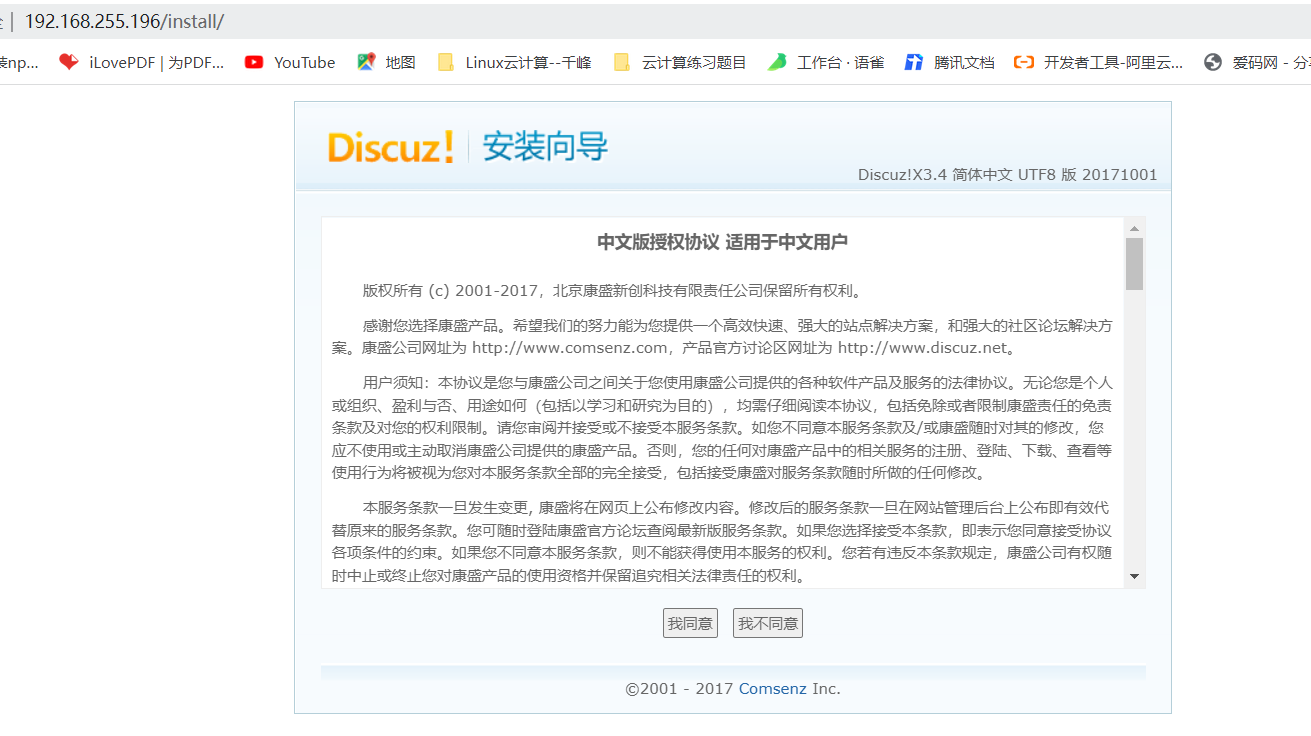 192.168.255.196/install/
装np... iLovePDF | 为PDF... YouTube 地图 Linux云计算--千峰 云计算练习题目 工作台 · 语雀 腾讯文档 开发者工具-阿里云... 爱码网 - 分
Discuz! 安装向导
Discuz!X3.4 简体中文 UTF8 版 20171001
中文版授权协议 适用于中文用户
版权所有 (c) 2001-2017，北京康盛新创科技有限责任公司保留所有权利。
感谢您选择康盛产品。希望我们的努力能为您提供一个高效快速、强大的站点解决方案，和强大的社区论坛解决方
案。康盛公司网址为 http://www.comsenz.com，产品官方讨论区网址为 http://www.discuz.net。
用户须知：本协议是您与康盛公司之间关于您使用康盛公司提供的各种软件产品及服务的法律协议。无论您是个人
或组织、盈利与否、用途如何（包括以学习和研究为目的），均需仔细阅读本协议，包括免除或者限制康盛责任的免责
条款及对您的权利限制。请您审阅并接受或不接受本服务条款。如您不同意本服务条款及/或康盛随时对其的修改，您
应不使用或主动取消康盛公司提供的康盛产品。否则，您的任何对康盛产品中的相关服务的注册、登陆、下载、查看等
使用行为将被视为您对本服务条款全部的完全接受，包括接受康盛对服务条款随时所做的任何修改。
本服务条款一旦发生变更, 康盛将在网页上公布修改内容。修改后的服务条款一旦在网站管理后台上公布即有效代
替原来的服务条款。您可随时登陆康盛官方论坛查阅最新版服务条款。如果您选择接受本条款，即表示您同意接受协议
各项条件的约束。如果您不同意本服务条款，则不能获得使用本服务的权利。您若有违反本条款规定，康盛公司有权随
时中止或终止您对康盛产品的使用资格并保留追究相关法律责任的权利。
我同意 我不同意
©2001 - 2017 Comsenz Inc.